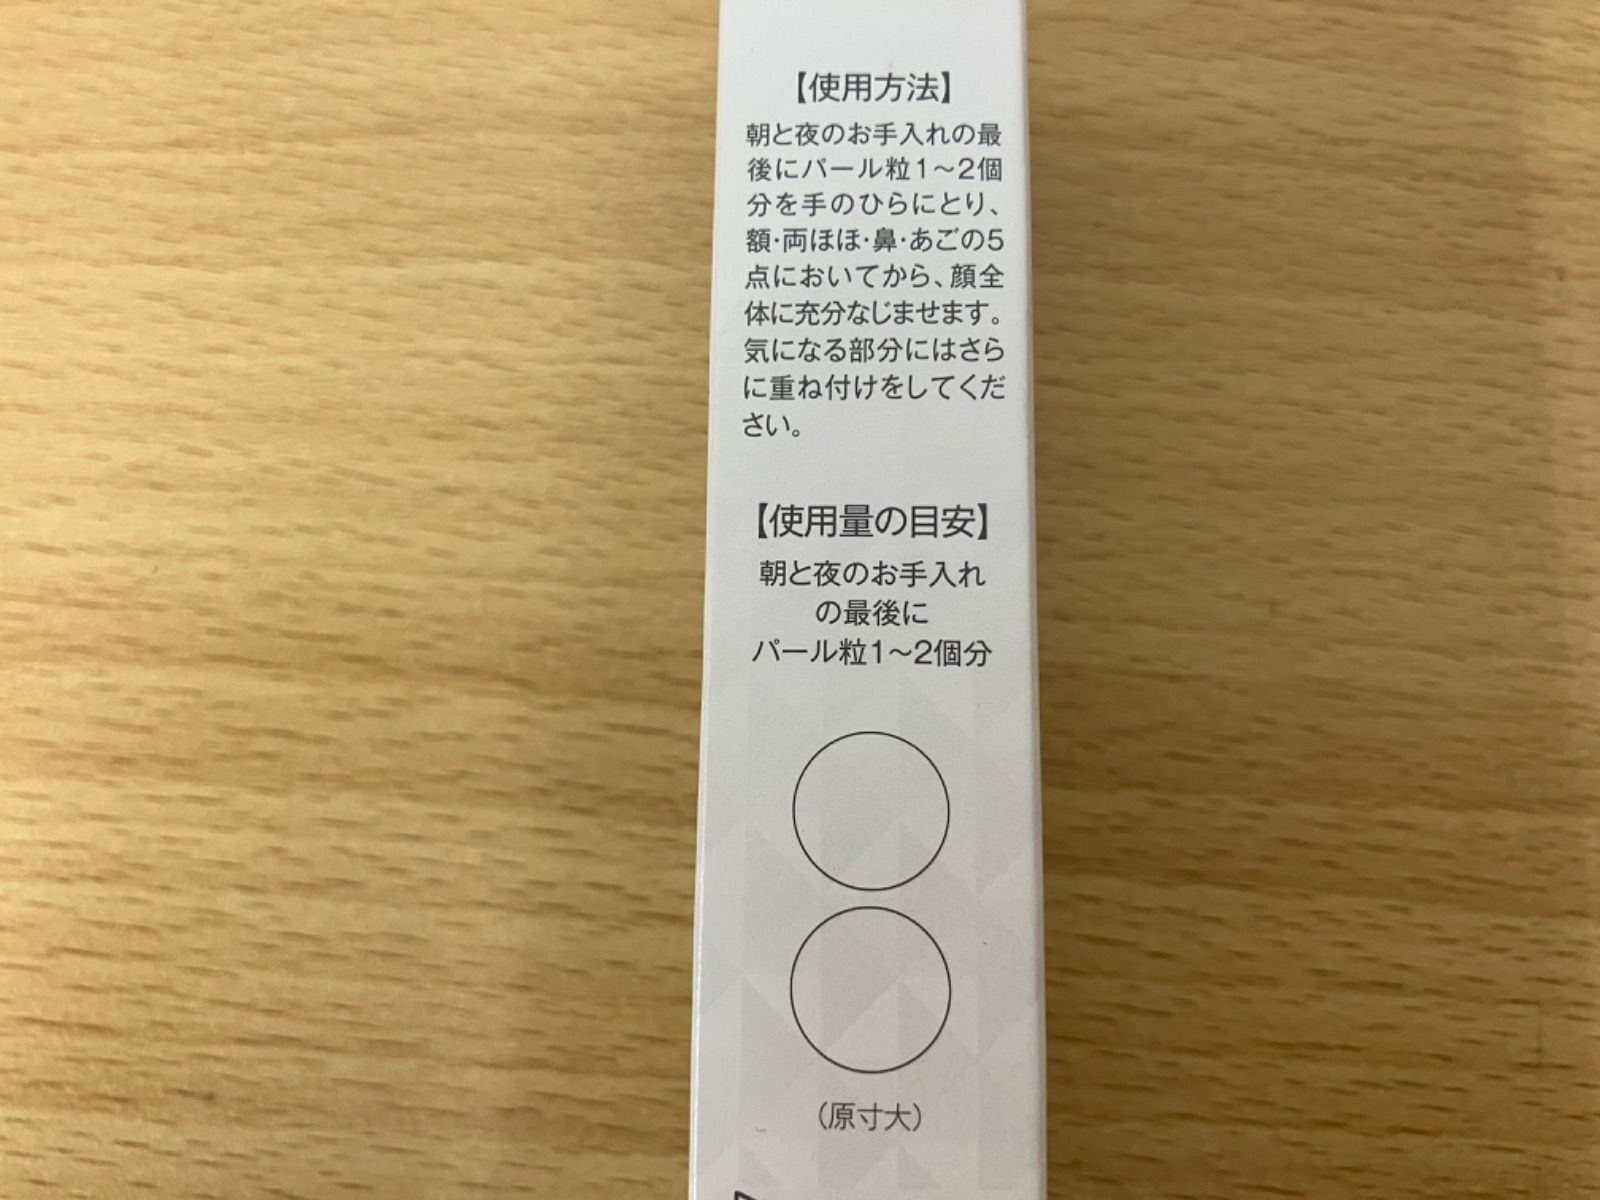 【使用方法】
朝と夜のお手入れの最
後にパール粒1〜2個
分を手のひらにとり、
額・両ほほ・鼻・あごの5
点においてから、顔全
体に充分なじませます。
気になる部分にはさら
に重ね付けをしてくだ
さい。
【使用量の目安】
朝と夜のお手入れ
の最後に
パール粒1〜2個分
（原寸大）